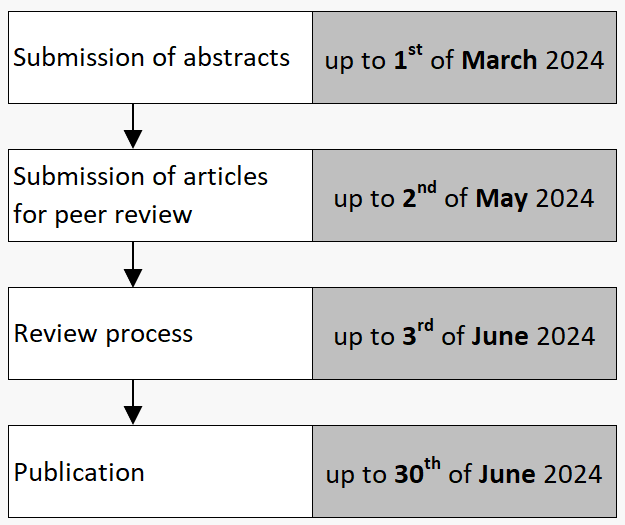 Submission of abstracts
up to 1st of March 2024
Submission of articles
for peer review
up to 2nd of May 2024
Review process
up to 3rd of June 2024
Publication
up to 30th of June 2024